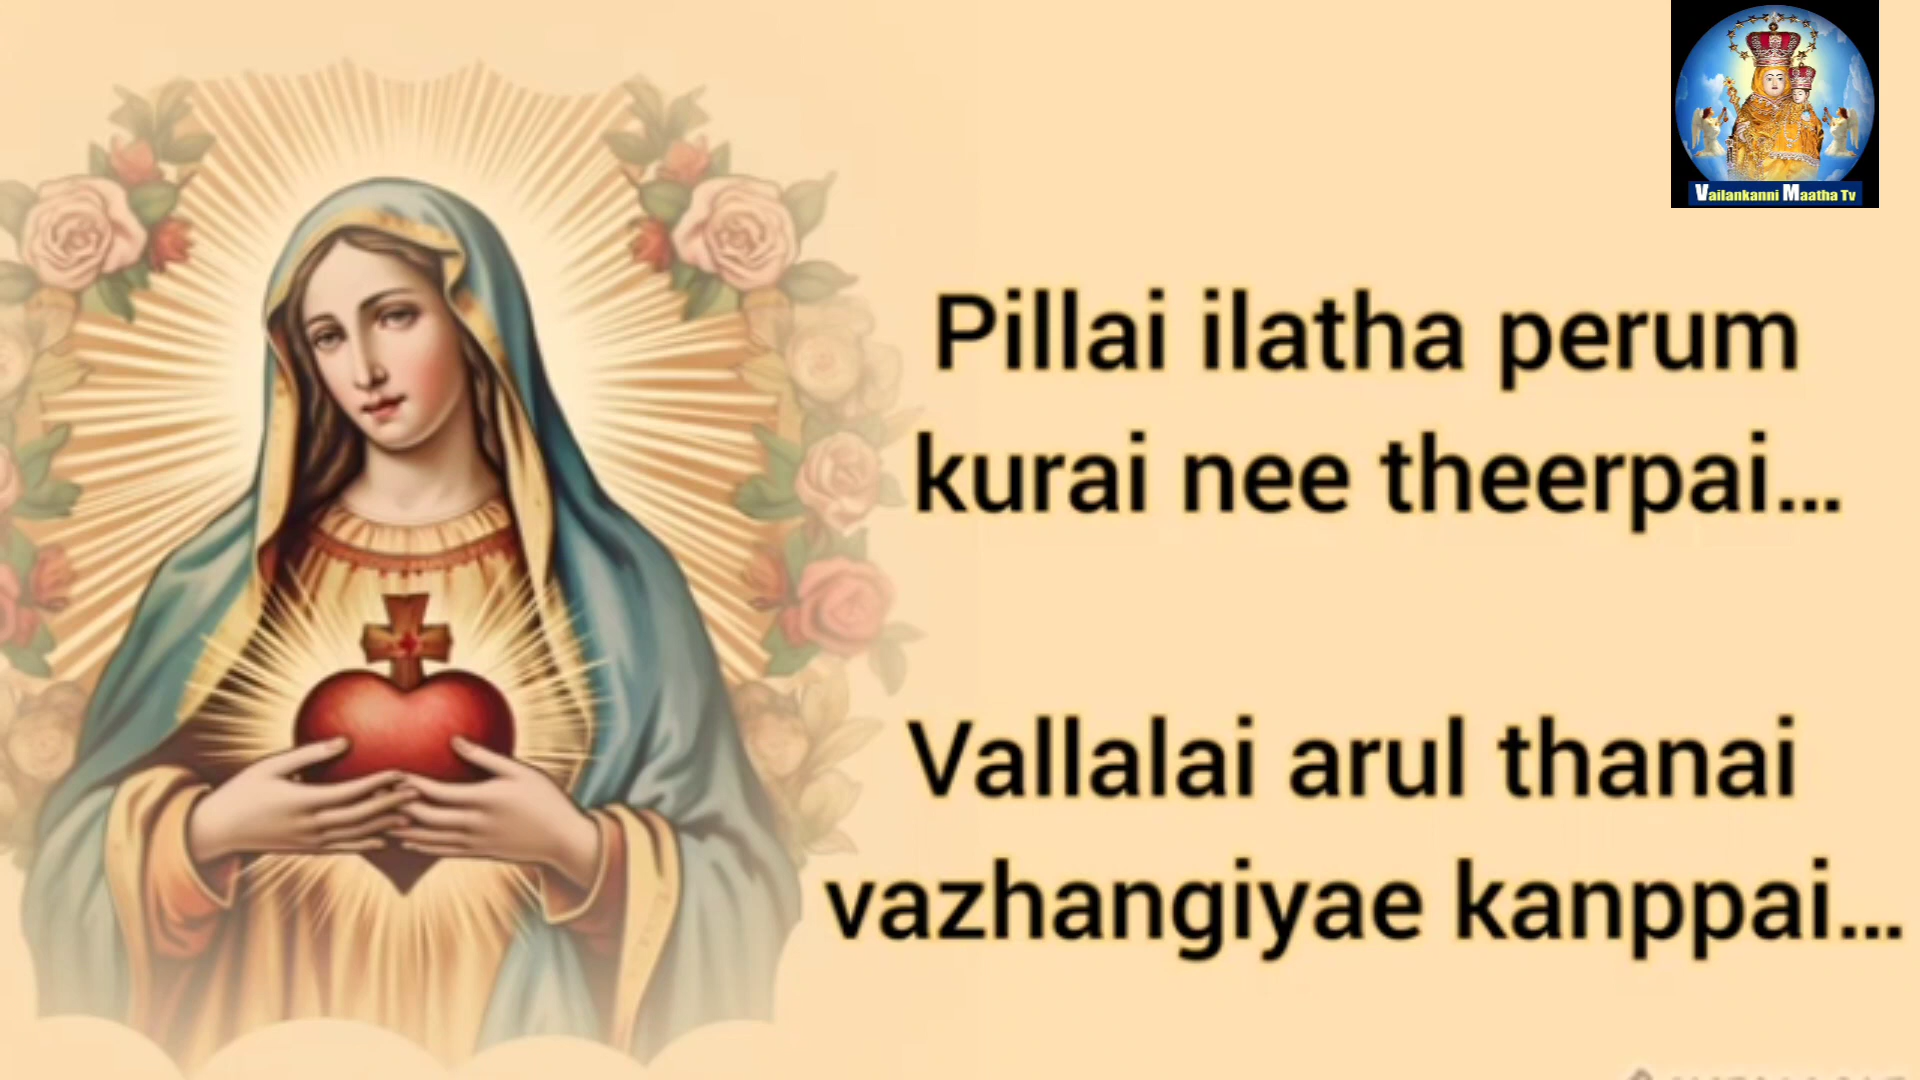 Vailankanni Maatha Tv
Pillai ilatha perum
kurai nee theerpai...
Vallalai arul thanai
vazhangiyae kanppai...